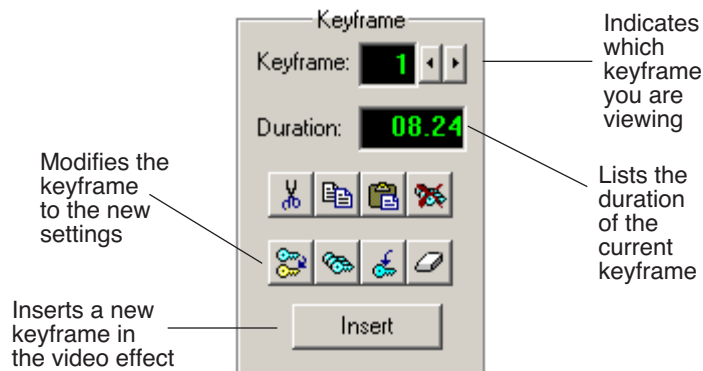 Keyframe
Keyframe: 1
Duration: 08.24
Insert
Indicates
which
keyframe
you are
viewing
Lists the
duration
of the
current
keyframe
Modifies the
keyframe
to the new
settings
Inserts a new
keyframe in
the video effect